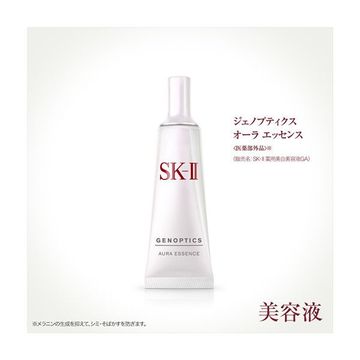 ジェノプティクス
オーラ エッセンス
<医薬部外品>※
(販売名: SK-II 薬用美白美容液GA)
SK-II
GENOPTICS
AURA ESSENCE
美容液
※メラニンの生成を抑えて、シミ・そばかすを防ぎます。